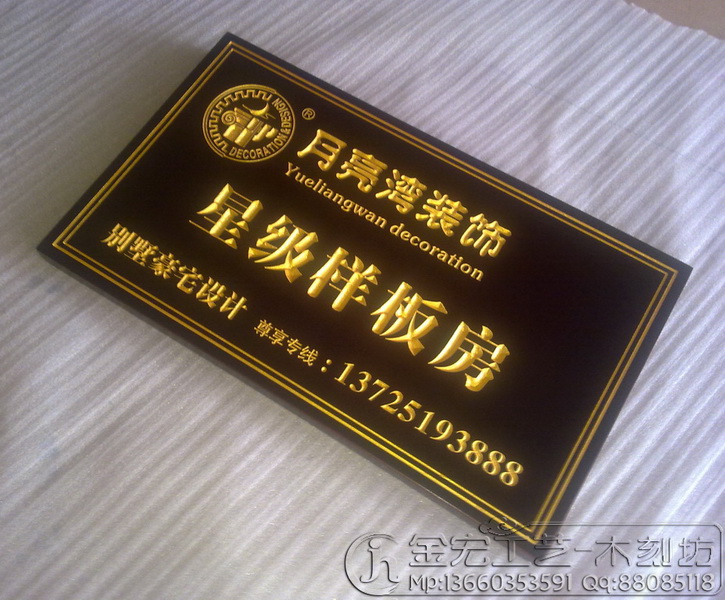 DECORATION&DESIGN
®
月亮湾装饰
Yueliangwan decoration
星级样板房
别墅豪宅设计
尊享专线：13725193888
金宏工艺-木刻坊
Mp:13660353591 Qq:88085118